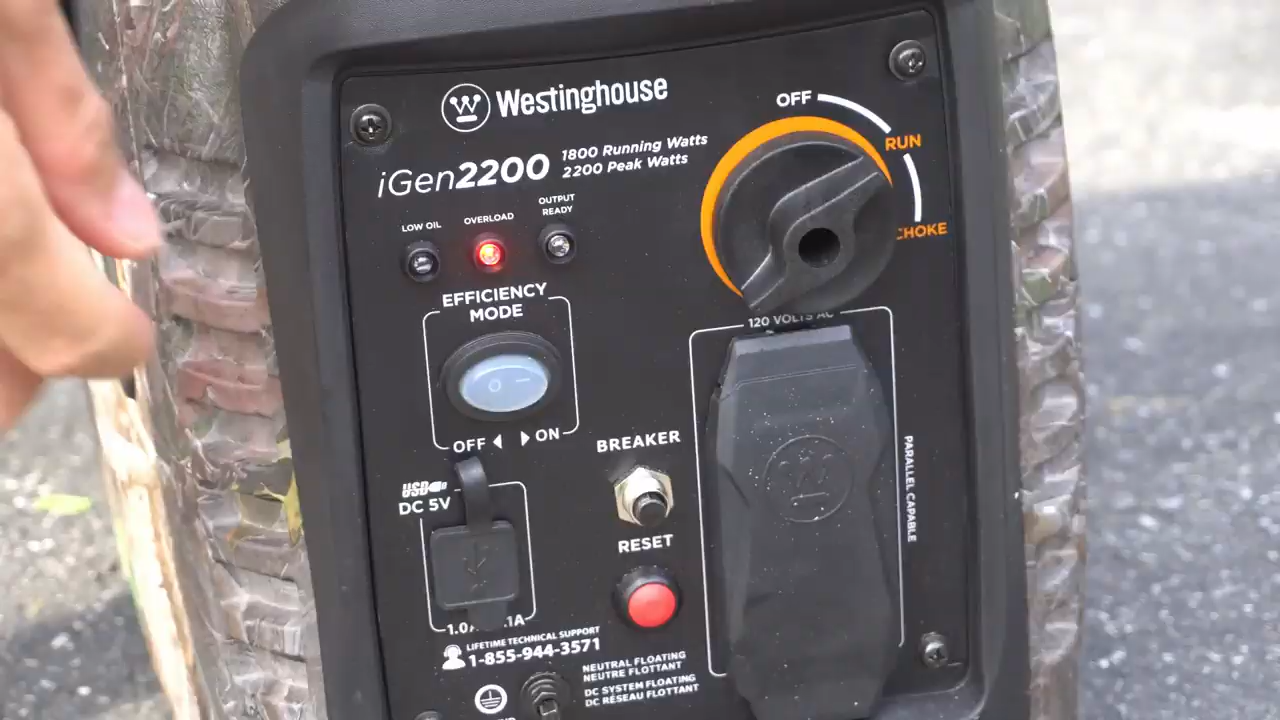 Westinghouse
iGen2200
1800 Running Watts
2200 Peak Watts
OFF
RUN
CHOKE
LOW OIL
OVERLOAD
OUTPUT
READY
EFFICIENCY
MODE
OFF
ON
120 VOLTS AC
PARALLEL CAPABLE
BREAKER
RESET
USB
DC 5V
LIFETIME TECHNICAL SUPPORT
1-855-944-3571
NEUTRAL FLOATING
NEUTRE FLOTTANT
DC SYSTEM FLOATING
DC RÉSEAU FLOTTANT